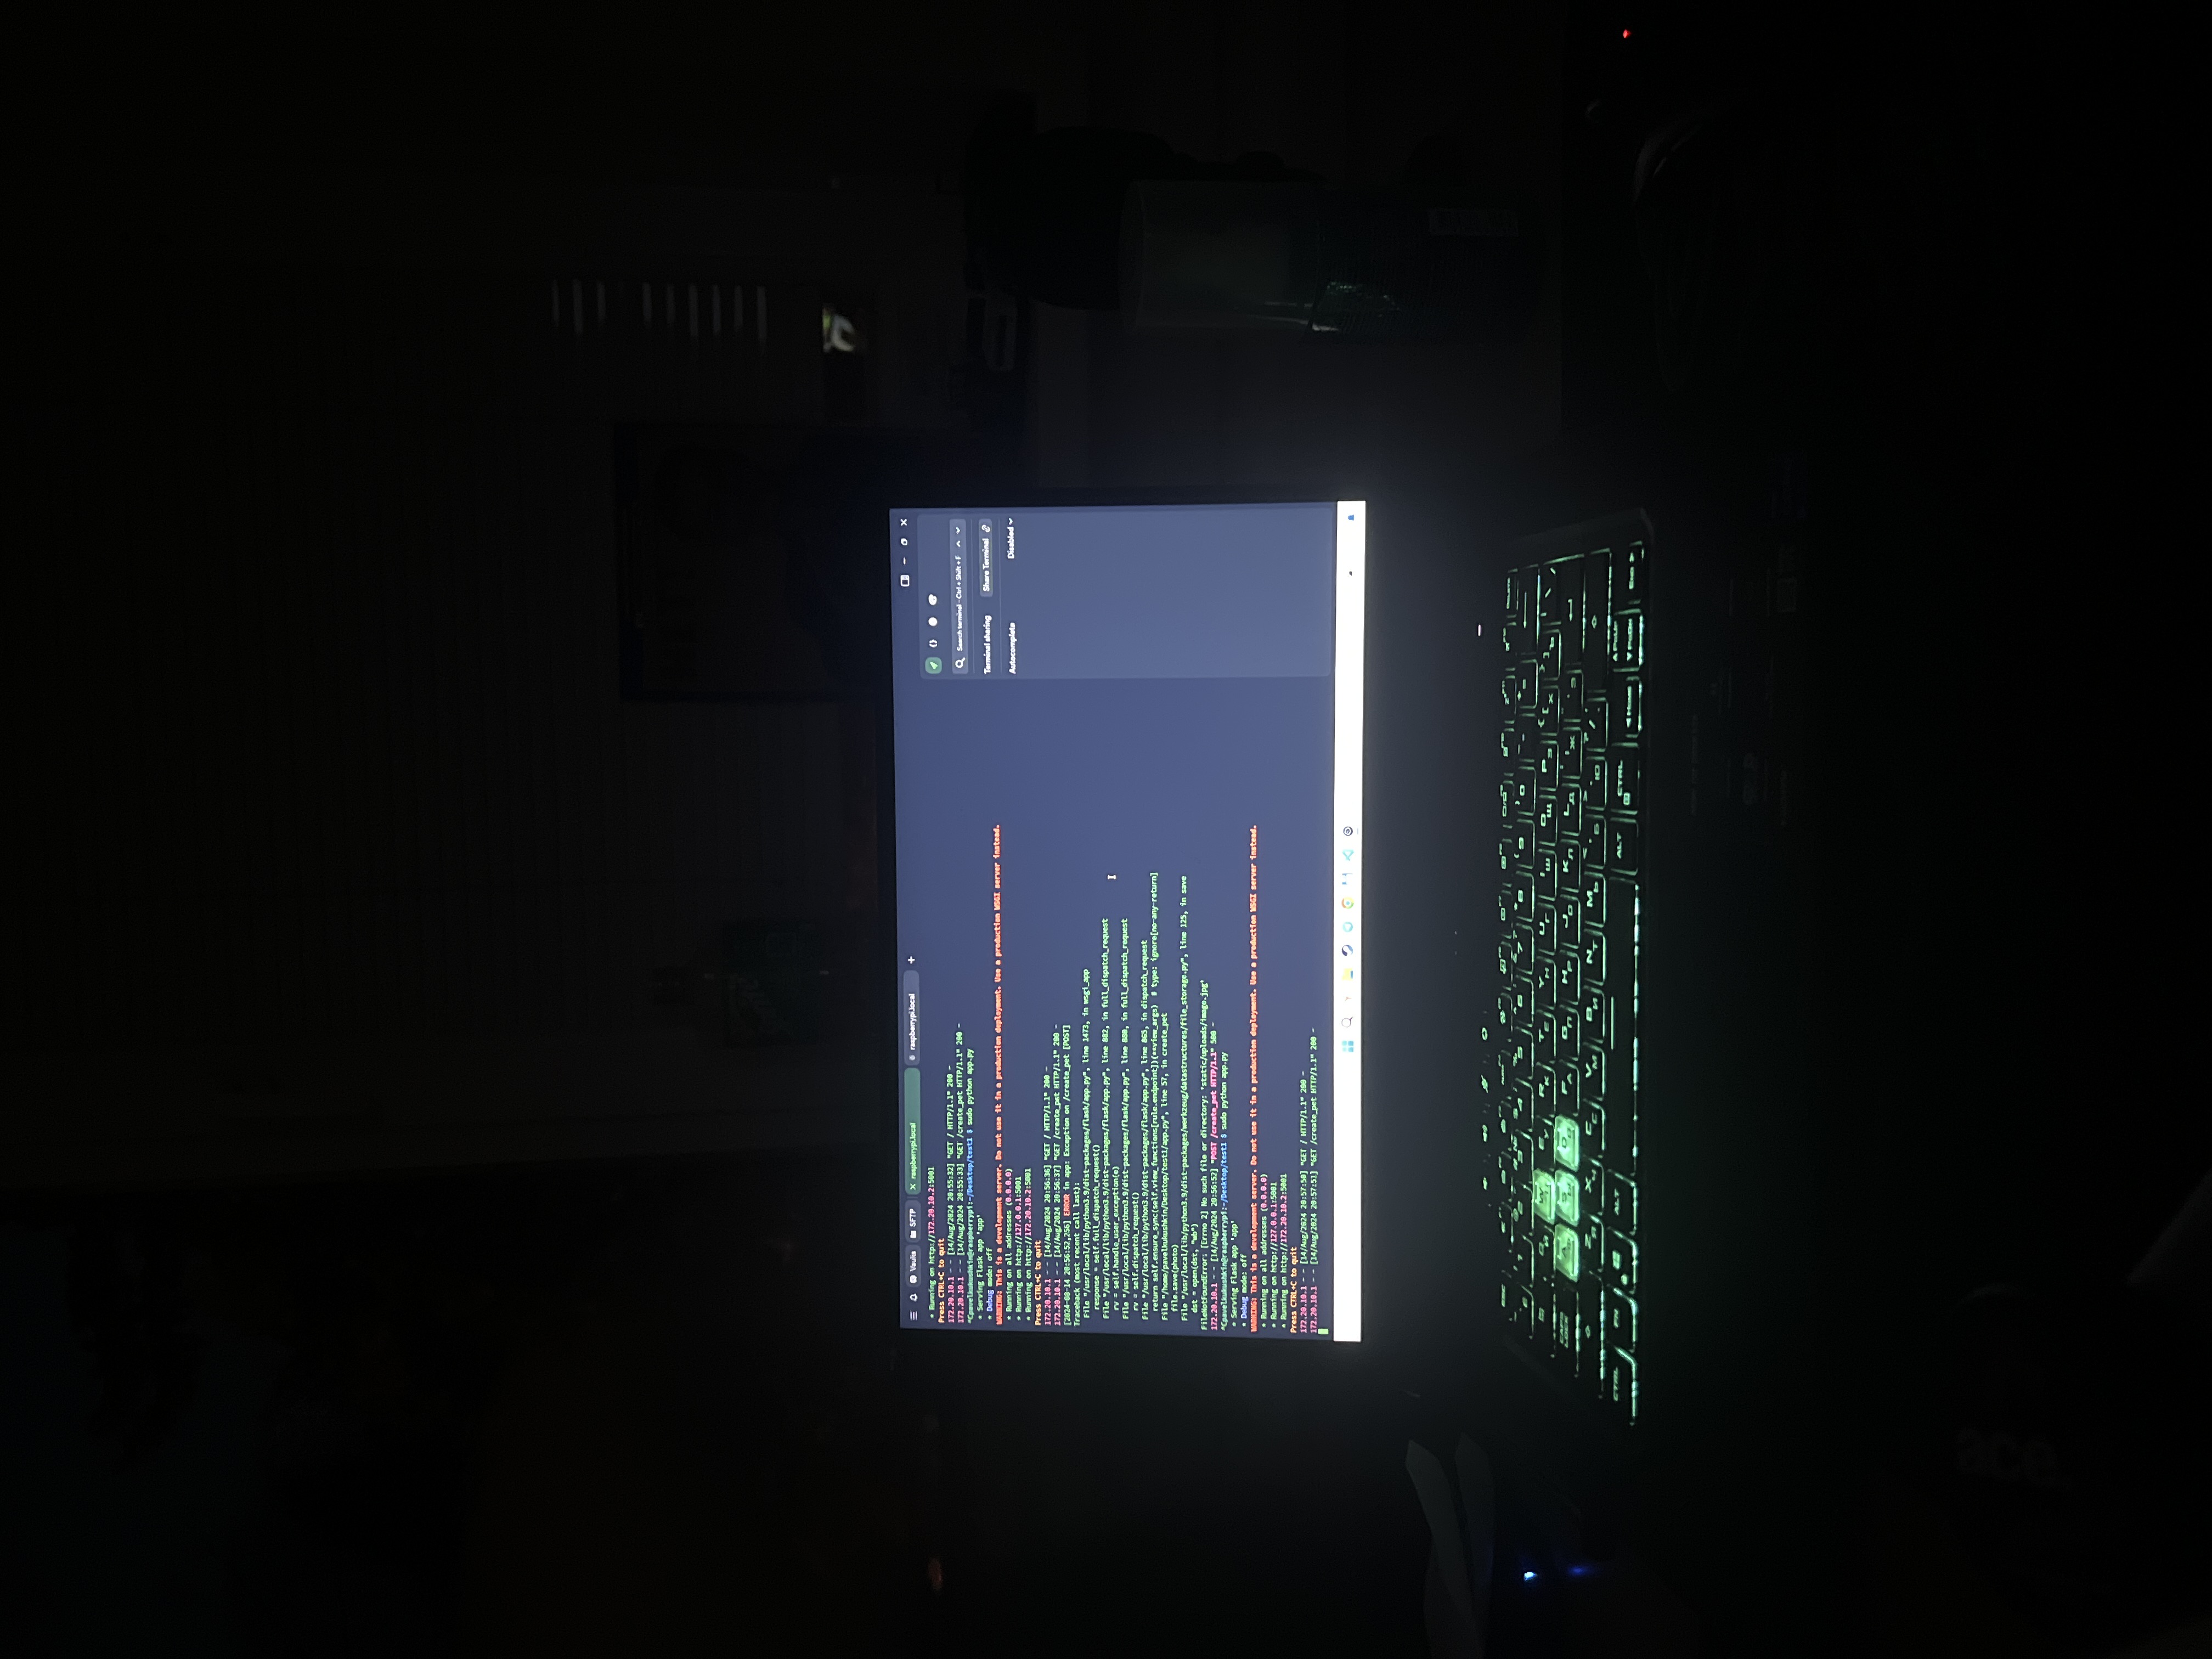 Vaults SFTP raspberrypi.local raspberrypi.local
* Running on http://172.20.10.2:5001
Press CTRL+C to quit
172.20.10.1 - - [14/Aug/2024 20:55:32] "GET / HTTP/1.1" 200 -
172.20.10.1 - - [14/Aug/2024 20:55:33] "GET /create_pet HTTP/1.1" 200 -
^Cpavelkukushkin@raspberrypi:~/Desktop/test1 $ sudo python app.py
* Serving Flask app 'app'
* Debug mode: off
WARNING: This is a development server. Do not use it in a production deployment. Use a production WSGI server instead.
* Running on all addresses (0.0.0.0)
* Running on http://127.0.0.1:5001
* Running on http://172.20.10.2:5001
Press CTRL+C to quit
172.20.10.1 - - [14/Aug/2024 20:56:36] "GET / HTTP/1.1" 200 -
172.20.10.1 - - [14/Aug/2024 20:56:37] "GET /create_pet HTTP/1.1" 200 -
[2024-08-14 20:56:52,256] ERROR in app: Exception on /create_pet [POST]
Traceback (most recent call last):
File "/usr/local/lib/python3.9/dist-packages/flask/app.py", line 1473, in wsgi_app
response = self.full_dispatch_request()
File "/usr/local/lib/python3.9/dist-packages/flask/app.py", line 882, in full_dispatch_request
rv = self.handle_user_exception(e)
File "/usr/local/lib/python3.9/dist-packages/flask/app.py", line 880, in full_dispatch_request
rv = self.dispatch_request()
File "/usr/local/lib/python3.9/dist-packages/flask/app.py", line 865, in dispatch_request
return self.ensure_sync(self.view_functions[rule.endpoint])(**view_args)  # type: ignore[no-any-return]
File "/home/pavelkukushkin/Desktop/test1/app.py", line 57, in create_pet
file.save(photo)
File "/usr/local/lib/python3.9/dist-packages/werkzeug/datastructures/file_storage.py", line 125, in save
dst = open(dst, "wb")
FileNotFoundError: [Errno 2] No such file or directory: 'static/uploads/image.jpg'
172.20.10.1 - - [14/Aug/2024 20:56:52] "POST /create_pet HTTP/1.1" 500 -
^Cpavelkukushkin@raspberrypi:~/Desktop/test1 $ sudo python app.py
* Serving Flask app 'app'
* Debug mode: off
WARNING: This is a development server. Do not use it in a production deployment. Use a production WSGI server instead.
* Running on all addresses (0.0.0.0)
* Running on http://127.0.0.1:5001
* Running on http://172.20.10.2:5001
Press CTRL+C to quit
172.20.10.1 - - [14/Aug/2024 20:57:50] "GET / HTTP/1.1" 200 -
172.20.10.1 - - [14/Aug/2024 20:57:51] "GET /create_pet HTTP/1.1" 200 -
Search terminal - Ctrl + Shift + F
Terminal sharing Share Terminal
Autocomplete Disabled
ESC DELETE
CAPS LOCK
CTRL FN ALT ALT CTRL Home PgUp PgDn End